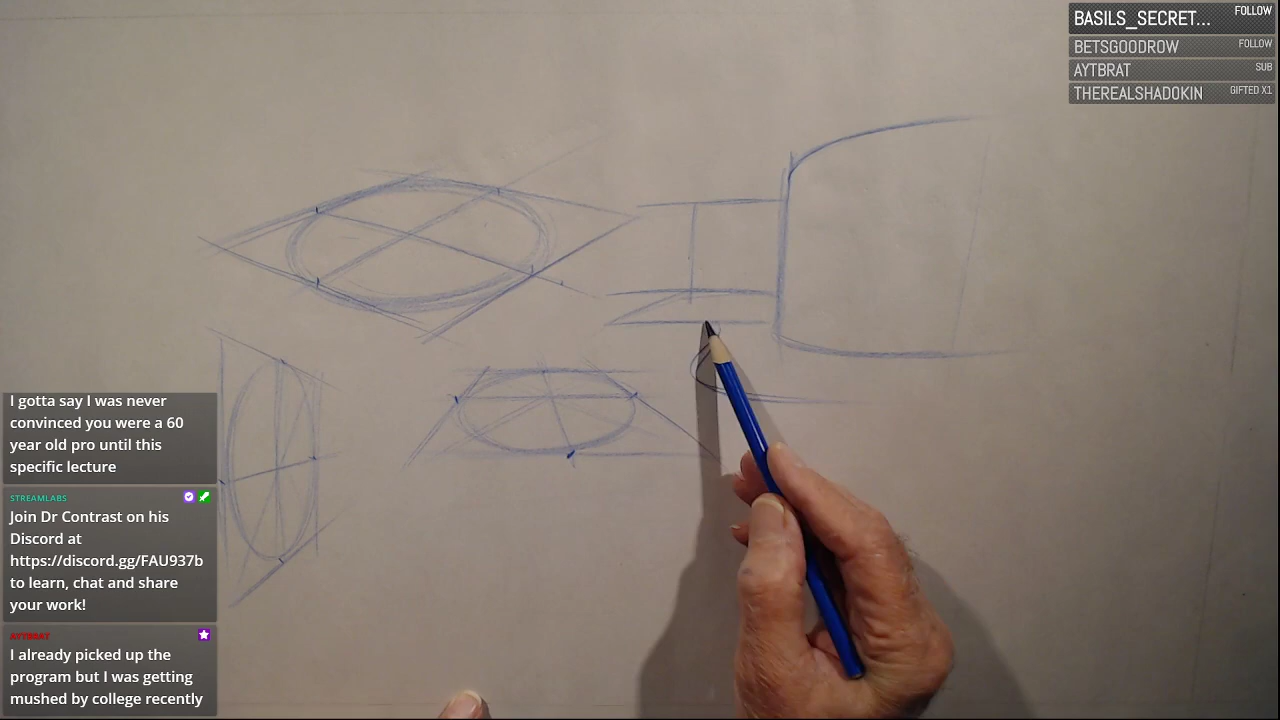 BASILS_SECRET... FOLLOW
BETSGOODROW FOLLOW
AYTBRAT SUB
THEREALSHADOKIN GIFTED X1
I gotta say I was never
convinced you were a 60
year old pro until this
specific lecture
STREAMLABS
Join Dr Contrast on his
Discord at
https://discord.gg/FAU937b
to learn, chat and share
your work!
AYTBRAT
I already picked up the
program but I was getting
mushed by college recently